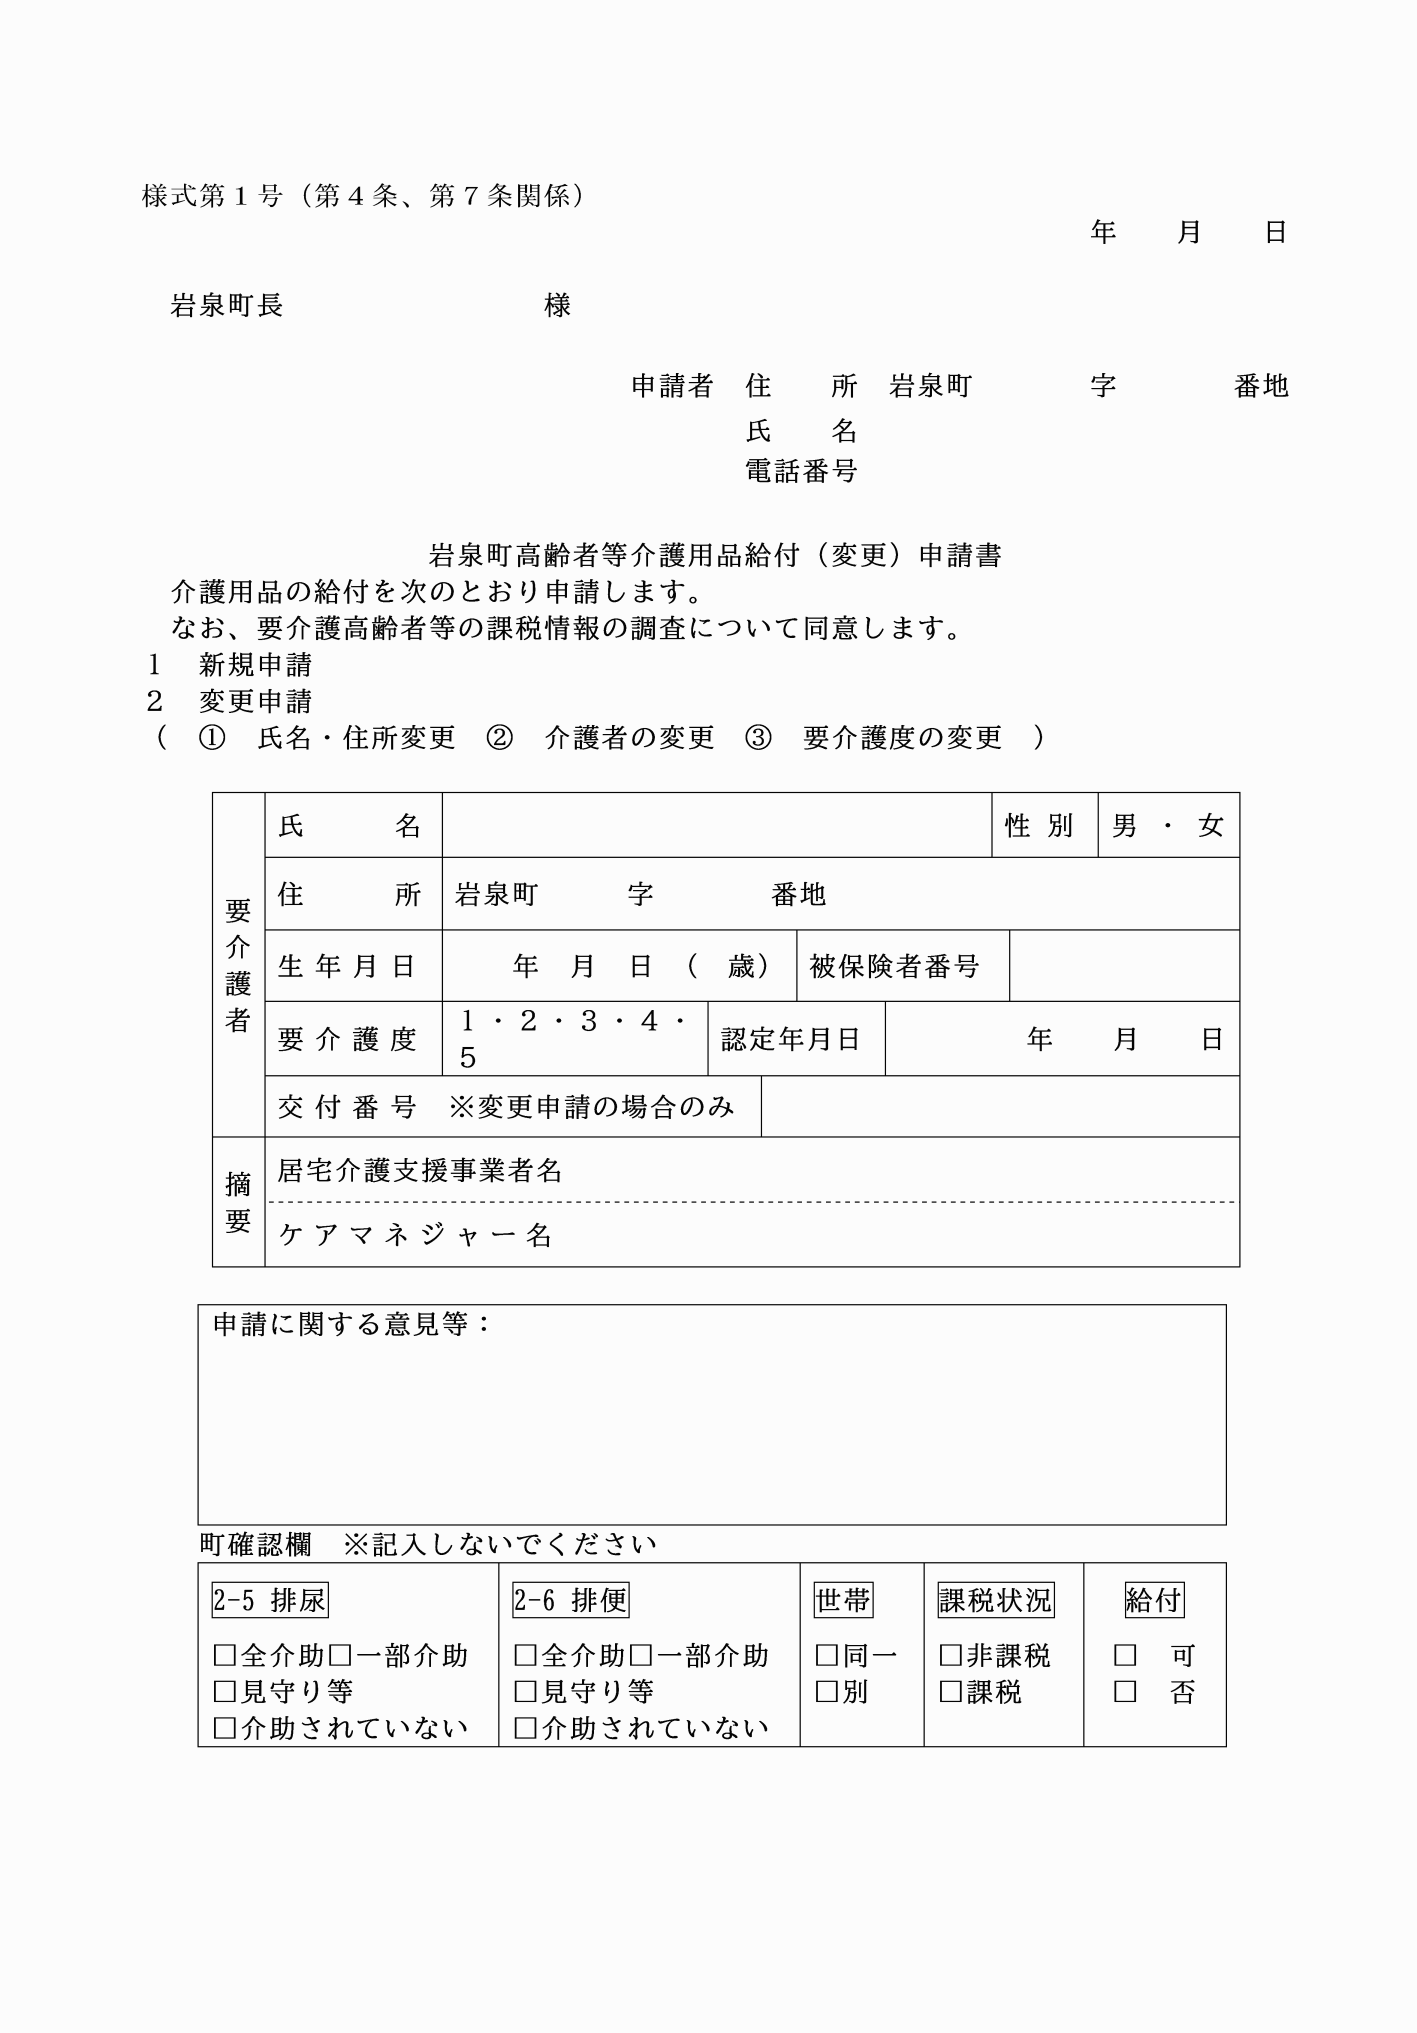 様式第１号（第４条、第７条関係）
年　　月　　日
岩泉町長　　　　　　　　　様
申請者　住　　所　岩泉町　　　　字　　　　番地
氏　　名
電話番号
岩泉町高齢者等介護用品給付（変更）申請書
介護用品の給付を次のとおり申請します。
なお、要介護高齢者等の課税情報の調査について同意します。
１　新規申請
２　変更申請
（　①　氏名・住所変更　②　介護者の変更　③　要介護度の変更　）
要介護者
氏　　　名
性別
男・女
住　　　所
岩泉町　　　字　　　　番地
生年月日
年　月　日　（　歳）
被保険者番号
要介護度
１・２・３・４・
５
認定年月日
年　　月　　日
交付番号　※変更申請の場合のみ
摘要
居宅介護支援事業者名
ケアマネジャー名
申請に関する意見等：
町確認欄　※記入しないでください
2-5 排尿
□全介助□一部介助
□見守り等
□介助されていない
2-6 排便
□全介助□一部介助
□見守り等
□介助されていない
世帯
□同一
□別
課税状況
□非課税
□課税
給付
□　可
□　否